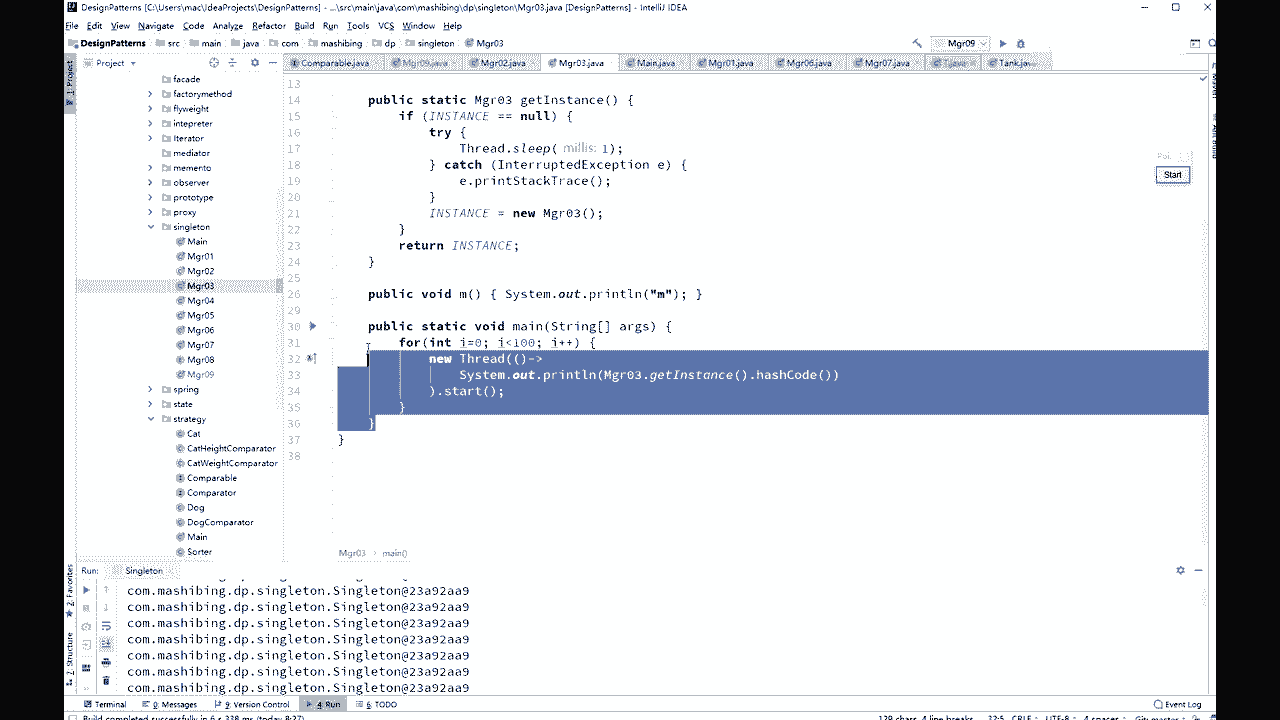 DesignPatterns [C:\Users\mac\IdeaProjects\DesignPatterns] - ...\src\main\java\com\mashibing\dp\singleton\Mgr03.java [DesignPatterns] - IntelliJ IDEA
File Edit View Navigate Code Analyze Refactor Build Run Tools VCS Window Help
DesignPatterns src main java com mashibing dp singleton Mgr03
Mgr09
Project
Comparable.java Mgr09.java Mgr02.java Mgr03.java Main.java Mgr01.java Mgr06.java Mgr07.java T.java Tank.java
1: Project
facade
factorymethod
flyweight
intepreter
Iterator
mediator
memento
observer
prototype
proxy
singleton
Main
Mgr01
Mgr02
Mgr03
Mgr04
Mgr05
Mgr06
Mgr07
Mgr08
Mgr09
spring
state
strategy
Cat
CatHeightComparator
CatWeightComparator
Comparable
Comparator
Dog
DogComparator
Main
Sorter
13
14 public static Mgr03 getInstance() {
15 if (INSTANCE == null) {
16 try {
17 Thread.sleep( millis: 1);
18 } catch (InterruptedException e) {
19 e.printStackTrace();
20 }
21 INSTANCE = new Mgr03();
22 }
23 return INSTANCE;
24 }
25
26 public void m() { System.out.println("m"); }
29
30 public static void main(String[] args) {
31 for(int i=0; i<100; i++) {
32 new Thread(()->
33 System.out.println(Mgr03.getInstance().hashCode())
34 ).start();
35 }
36 }
37 }
38
Start
Mgr03 > main()
Run: Singleton
com.mashibing.dp.singleton.Singleton@23a92aa9
com.mashibing.dp.singleton.Singleton@23a92aa9
com.mashibing.dp.singleton.Singleton@23a92aa9
com.mashibing.dp.singleton.Singleton@23a92aa9
com.mashibing.dp.singleton.Singleton@23a92aa9
com.mashibing.dp.singleton.Singleton@23a92aa9
com.mashibing.dp.singleton.Singleton@23a92aa9
2: Favorites
Structure
Terminal 0: Messages 9: Version Control 4: Run 6: TODO
Event Log
Build completed successfully in 6 s 338 ms (today 8:27)
129 chars, 4 line breaks 32:5 CRLF UTF-8 4 spaces